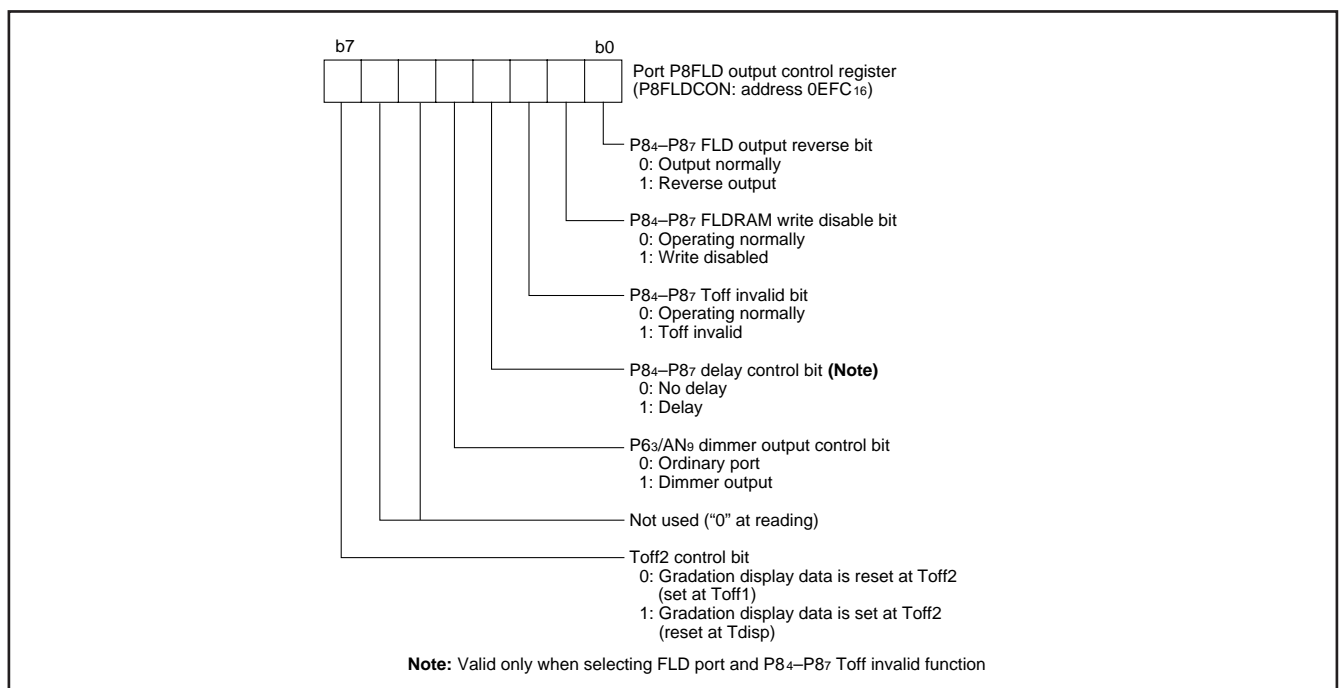 b7 b0
Port P8FLD output control register
(P8FLDCON: address 0EFC₁₆)
P8₄–P8₇ FLD output reverse bit
0: Output normally
1: Reverse output
P8₄–P8₇ FLDRAM write disable bit
0: Operating normally
1: Write disabled
P8₄–P8₇ Toff invalid bit
0: Operating normally
1: Toff invalid
P8₄–P8₇ delay control bit (Note)
0: No delay
1: Delay
P6₃/AN₉ dimmer output control bit
0: Ordinary port
1: Dimmer output
Not used (“0” at reading)
Toff2 control bit
0: Gradation display data is reset at Toff2
(set at Toff1)
1: Gradation display data is set at Toff2
(reset at Tdisp)
Note: Valid only when selecting FLD port and P8₄–P8₇ Toff invalid function